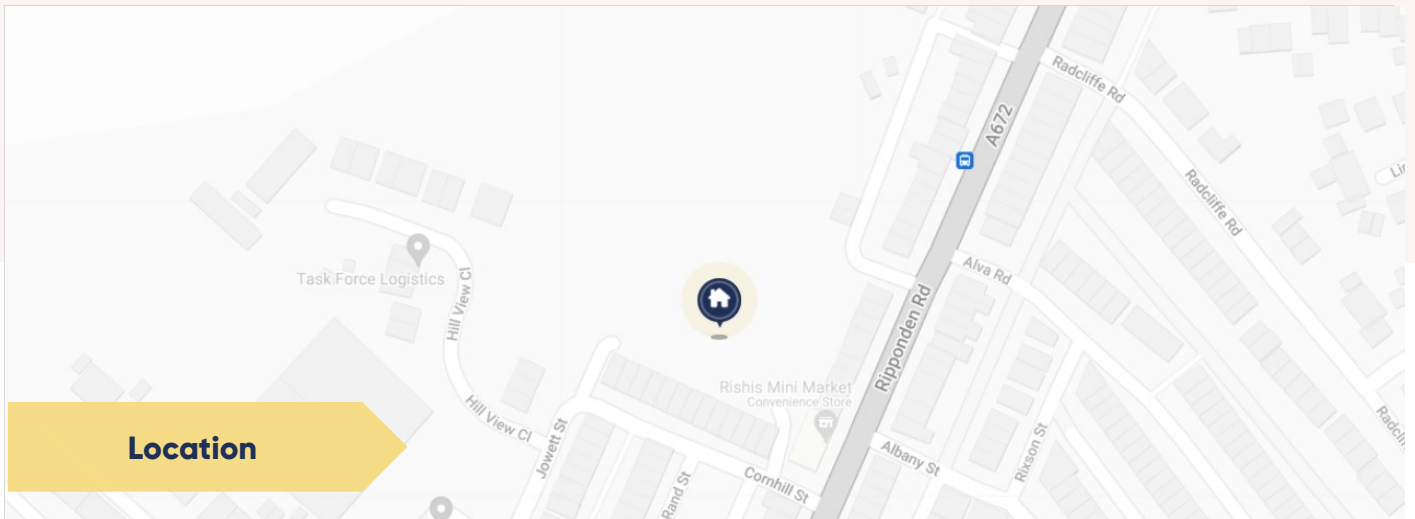 Radcliffe Rd
A672
Radcliffe Rd
Alva Rd
Task Force Logistics
Hill View Cl
Ripponden Rd
Rishis Mini Market
Convenience Store
Hill View Cl
Jowett St
Location
Albany St
Rixson St
Cornhill St
Rand St